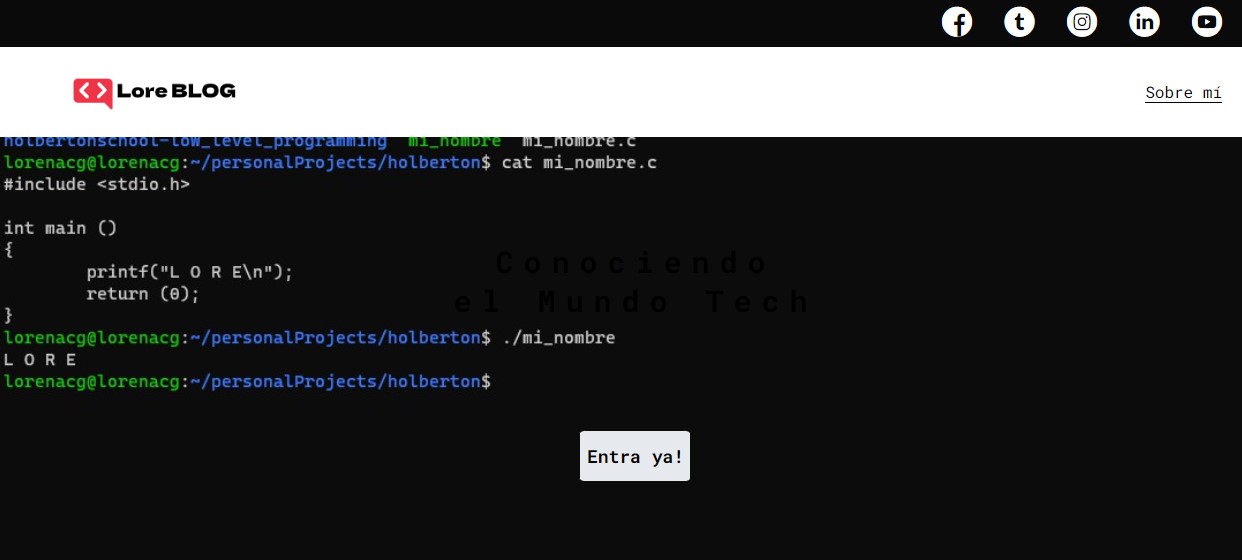 Lore BLOG
Sobre mí
holbertonschool-low_level_programming  mi_nombre  mi_nombre.c
lorenacg@lorenacg:~/personalProjects/holberton$ cat mi_nombre.c
#include <stdio.h>
int main ()
{
        printf("L O R E\n");
        return (0);
}
lorenacg@lorenacg:~/personalProjects/holberton$ ./mi_nombre
L O R E
lorenacg@lorenacg:~/personalProjects/holberton$
Conociendo
el Mundo Tech
Entra ya!